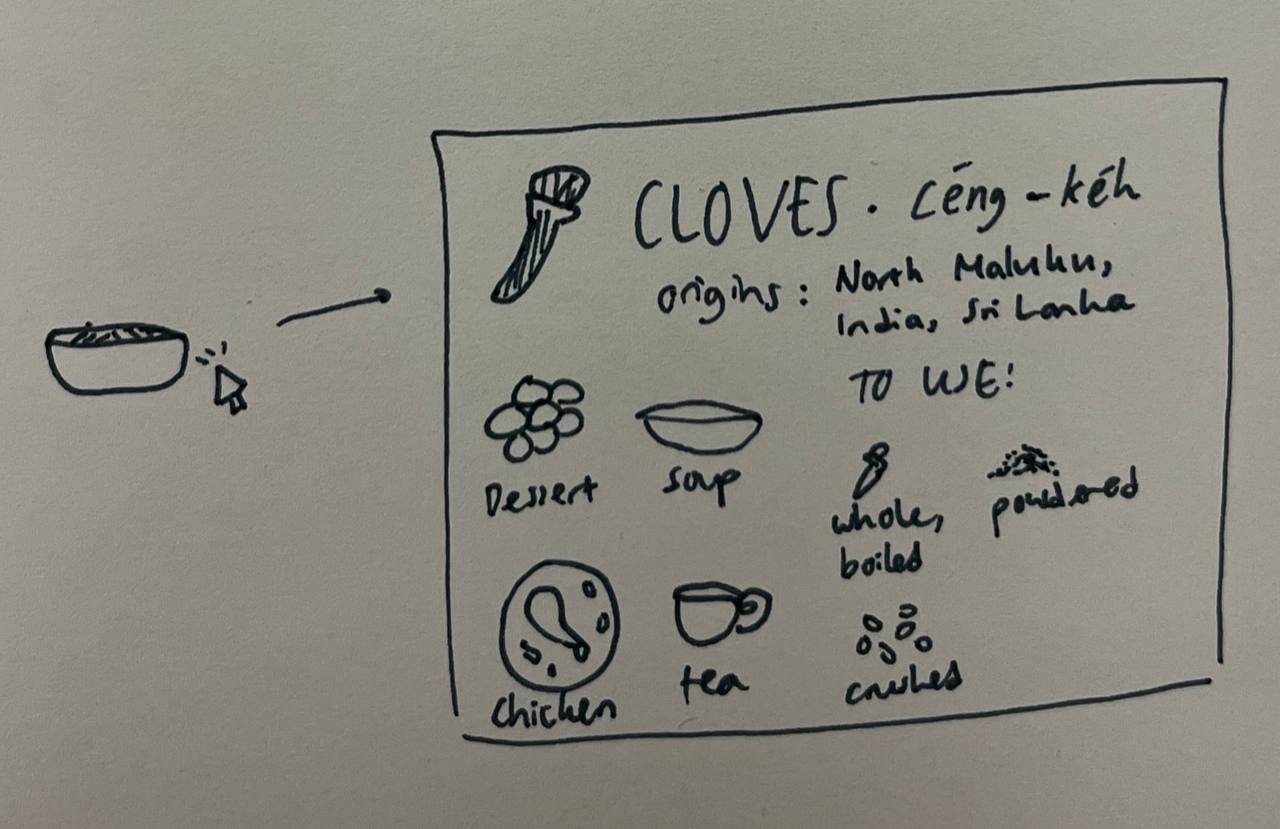 CLOVES · Céng-kéh
origins: North Maluku,
India, Sri Lanka
TO USE:
Dessert
soup
whole,
boiled
powdered
chicken
tea
crushed